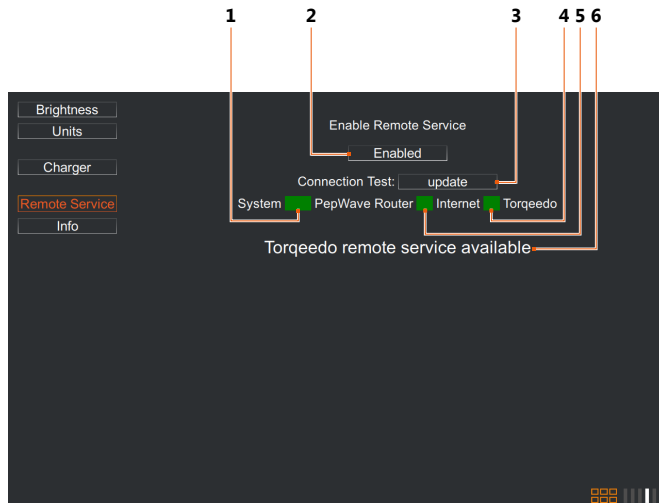 1 2 3 4 5 6
Brightness
Units
Charger
Remote Service
Info
Enable Remote Service
Enabled
Connection Test: update
System PepWave Router Internet Torqeedo
Torqeedo remote service available